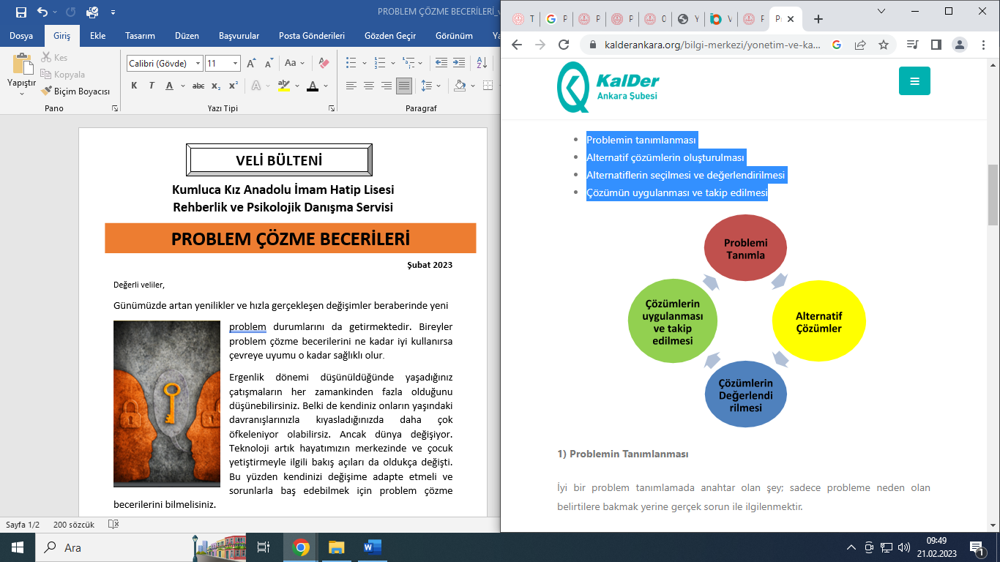 PROBLEM ÇÖZME BECERİLERİ_v
Dosya Giriş Ekle Tasarım Düzen Başvurular Posta Gönderileri Gözden Geçir Görünüm Ya
Yapıştır
Kes
Kopyala
Biçim Boyacısı
Pano
Calibri (Gövde) 11
Aa
K T A abc x₂ x²
A ab A
Yazı Tipi
Paragraf
VELİ BÜLTENİ
Kumluca Kız Anadolu İmam Hatip Lisesi
Rehberlik ve Psikolojik Danışma Servisi
PROBLEM ÇÖZME BECERİLERİ
Şubat 2023
Değerli veliler,
Günümüzde artan yenilikler ve hızla gerçekleşen değişimler beraberinde yeni
problem durumlarını da getirmektedir. Bireyler
problem çözme becerilerini ne kadar iyi kullanırsa
çevreye uyumu o kadar sağlıklı olur.
Ergenlik dönemi düşünüldüğünde yaşadığınız
çatışmaların her zamankinden fazla olduğunu
düşünebilirsiniz. Belki de kendiniz onların yaşındaki
davranışlarınızla kıyasladığınızda daha çok
öfkeleniyor olabilirsiz. Ancak dünya değişiyor.
Teknoloji artık hayatımızın merkezinde ve çocuk
yetiştirmeyle ilgili bakış açıları da oldukça değişti.
Bu yüzden kendinizi değişime adapte etmeli ve
sorunlarla baş edebilmek için problem çözme
becerilerini bilmelisiniz.
Sayfa 1/2 200 sözcük
kalderankara.org/bilgi-merkezi/yonetim-ve-ka...
KalDer
Ankara Şubesi
Problemin tanımlanması
Alternatif çözümlerin oluşturulması
Alternatiflerin seçilmesi ve değerlendirilmesi
Çözümün uygulanması ve takip edilmesi
Problemi
Tanımla
Alternatif
Çözümler
Çözümlerin
Değerlendi
rilmesi
Çözümlerin
uygulanması
ve takip
edilmesi
1) Problemin Tanımlanması
İyi bir problem tanımlamada anahtar olan şey; sadece probleme neden olan
belirtilere bakmak yerine gerçek sorun ile ilgilenmektir.
Ara
09:49
21.02.2023
1